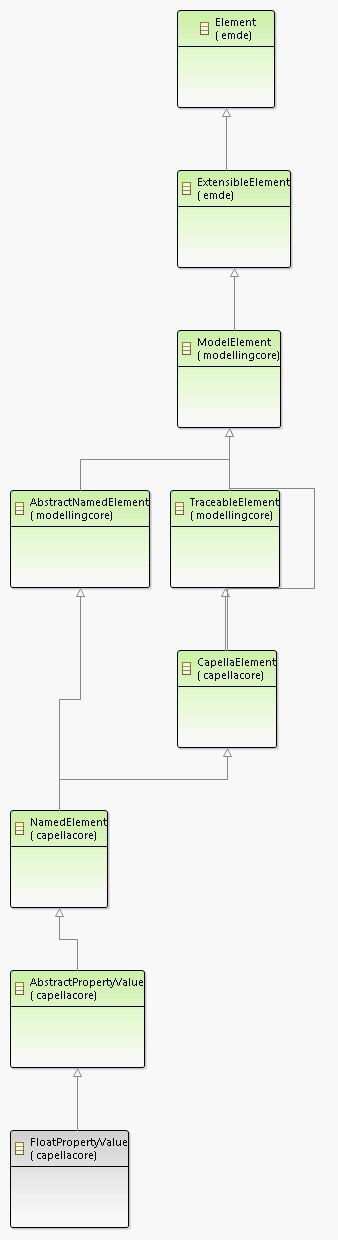 Element
( emde)
ExtensibleElement
( emde)
ModelElement
( modellingcore)
AbstractNamedElement
( modellingcore)
TraceableElement
( modellingcore)
CapellaElement
( capellacore)
NamedElement
( capellacore)
AbstractPropertyValue
( capellacore)
FloatPropertyValue
( capellacore)